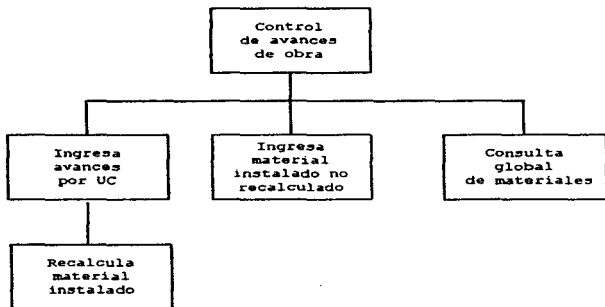 Control
de avances
de obra
Ingresa
avances
por UC
Ingresa
material
instalado no
recalculado
Consulta
global
de materiales
Recalcula
material
instalado